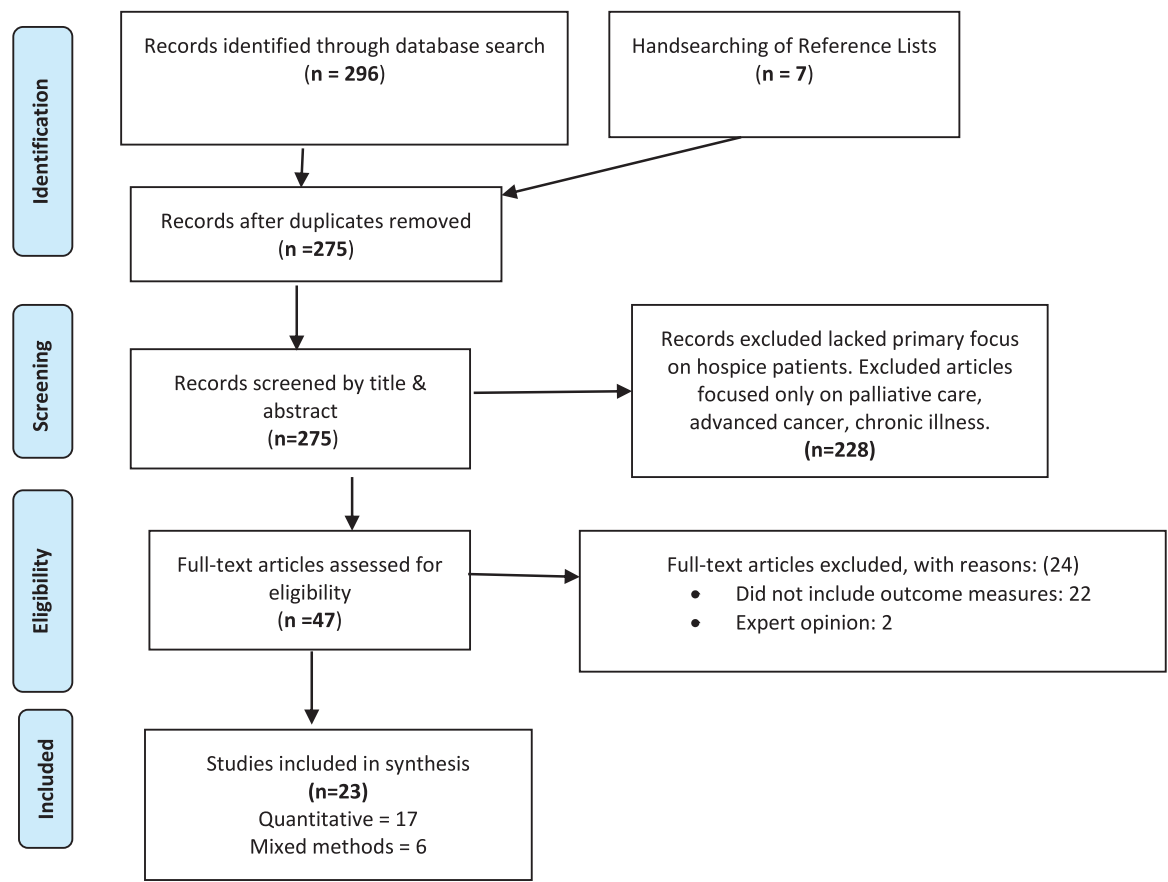 Identification
Records identified through database search
(n = 296)
Handsearching of Reference Lists
(n = 7)
Records after duplicates removed
(n =275)
Screening
Records screened by title &
abstract
(n=275)
Records excluded lacked primary focus
on hospice patients. Excluded articles
focused only on palliative care,
advanced cancer, chronic illness.
(n=228)
Eligibility
Full-text articles assessed for
eligibility
(n =47)
Full-text articles excluded, with reasons: (24)
• Did not include outcome measures: 22
• Expert opinion: 2
Included
Studies included in synthesis
(n=23)
Quantitative = 17
Mixed methods = 6